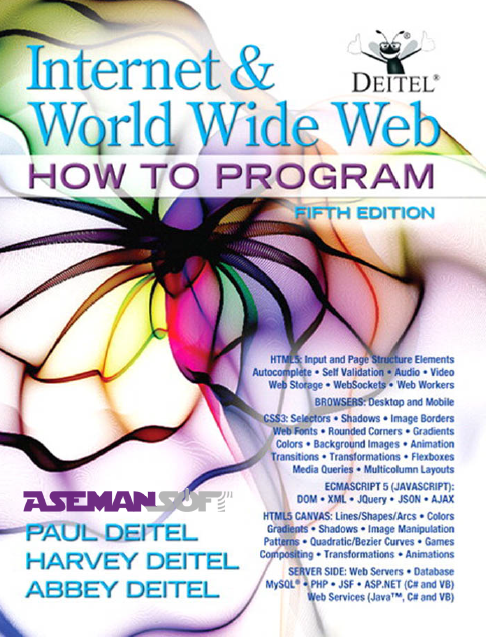 Internet &
World Wide Web
HOW TO PROGRAM
FIFTH EDITION
DEITEL®
HTML5: Input and Page Structure Elements
Autocomplete • Self Validation • Audio • Video
Web Storage • WebSockets • Web Workers
BROWSERS: Desktop and Mobile
CSS3: Selectors • Shadows • Image Borders
Web Fonts • Rounded Corners • Gradients
Colors • Background Images • Animation
Transitions • Transformations • Flexboxes
Media Queries • Multicolumn Layouts
ECMASCRIPT 5 (JAVASCRIPT):
DOM • XML • JQuery • JSON • AJAX
HTML5 CANVAS: Lines/Shapes/Arcs • Colors
Gradients • Shadows • Image Manipulation
Patterns • Quadratic/Bezier Curves • Games
Compositing • Transformations • Animations
SERVER SIDE: Web Servers • Database
MySQL® • PHP • JSF • ASP.NET (C# and VB)
Web Services (Java™, C# and VB)
ASEMANSOFT
PAUL DEITEL
HARVEY DEITEL
ABBEY DEITEL